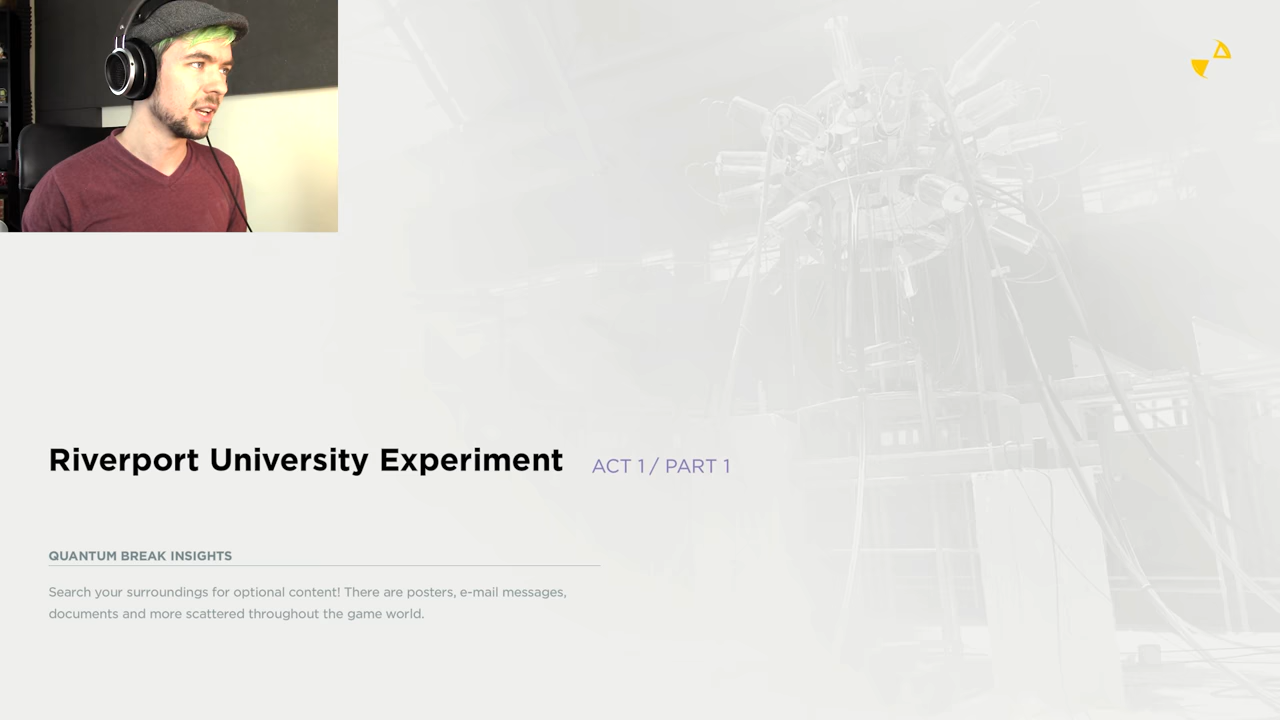 Riverport University Experiment ACT 1 / PART 1
QUANTUM BREAK INSIGHTS
Search your surroundings for optional content! There are posters, e-mail messages,
documents and more scattered throughout the game world.